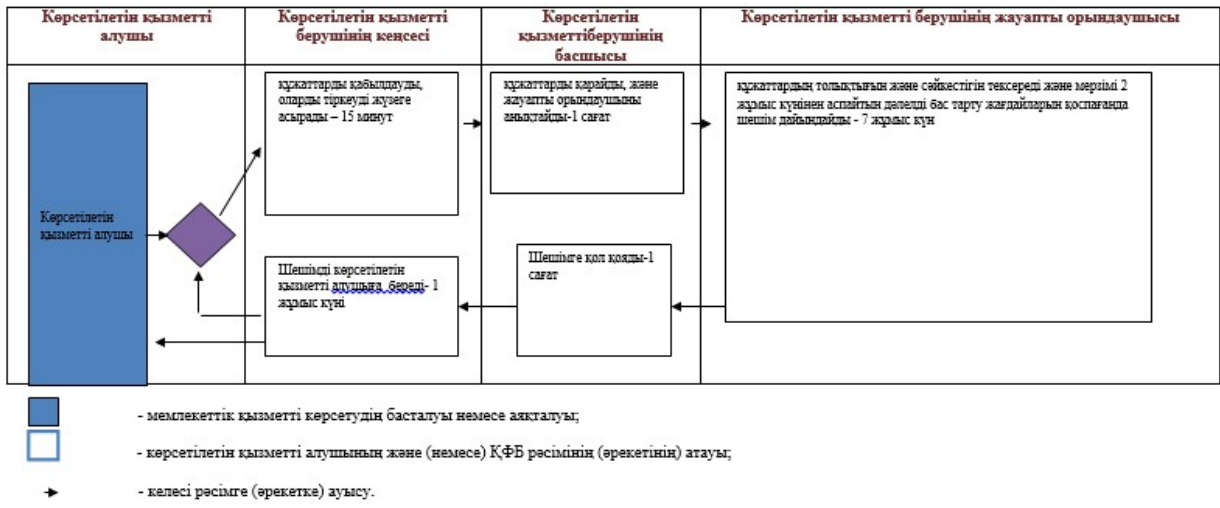 Көрсетілетін қызметті
алушы
Көрсетілетін қызметті
берушінің кеңсесі
Көрсетілетін
қызметтіберушінің
басшысы
Көрсетілетін қызметті берушінің жауапты орындаушысы
Көрсетілетін
қызметті алушы
құжаттарды қабылдауды,
оларды тіркеуді жүзеге
асырады – 15 минут
құжаттарды қарайды, және
жауапты орындаушыны
анықтайды-1 сағат
құжаттардың толықтығын және сәйкестігін тексереді және мерзімі 2
жұмыс күнінен аспайтын дәлелді бас тарту жағдайларын қоспағанда
шешім дайындайды - 7 жұмыс күн
Шешімді көрсетілетін
қызметті алушыға береді- 1
жұмыс күні
Шешімге қол қояды-1
сағат
- мемлекеттік қызметті көрсетудің басталуы немесе аяқталуы;
- көрсетілетін қызметті алушының және (немесе) ҚФБ рәсімінің (әрекетінің) атауы;
- келесі рәсімге (әрекетке) ауысу.